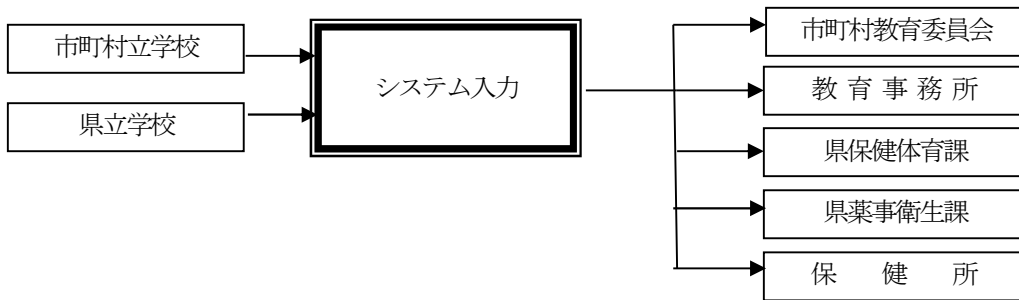 市町村立学校
県立学校
システム入力
市町村教育委員会
教 育 事 務 所
県保健体育課
県薬事衛生課
保 健 所